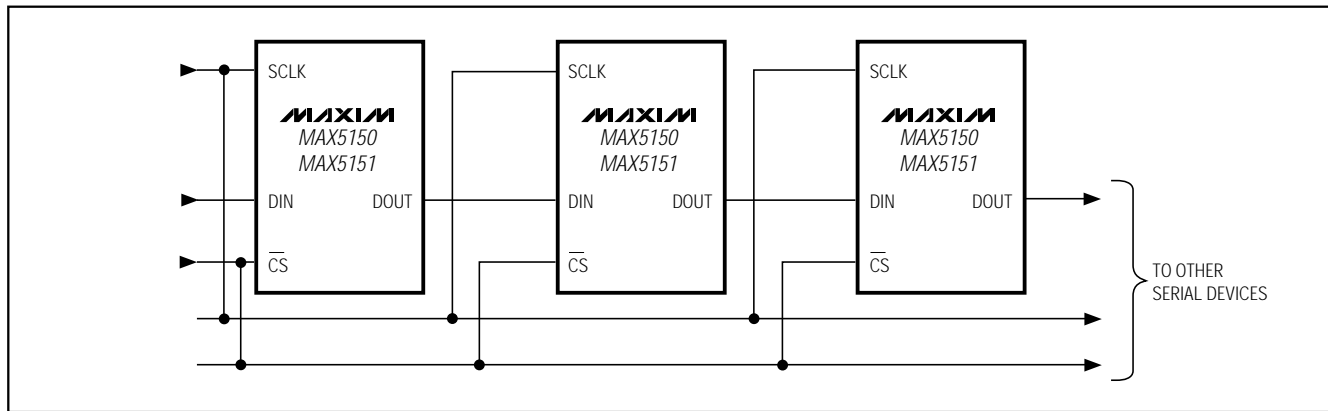 SCLK
MAXIM
MAX5150
MAX5151
DIN DOUT
CS
SCLK
MAXIM
MAX5150
MAX5151
DIN DOUT
CS
SCLK
MAXIM
MAX5150
MAX5151
DIN DOUT
CS
TO OTHER
SERIAL DEVICES